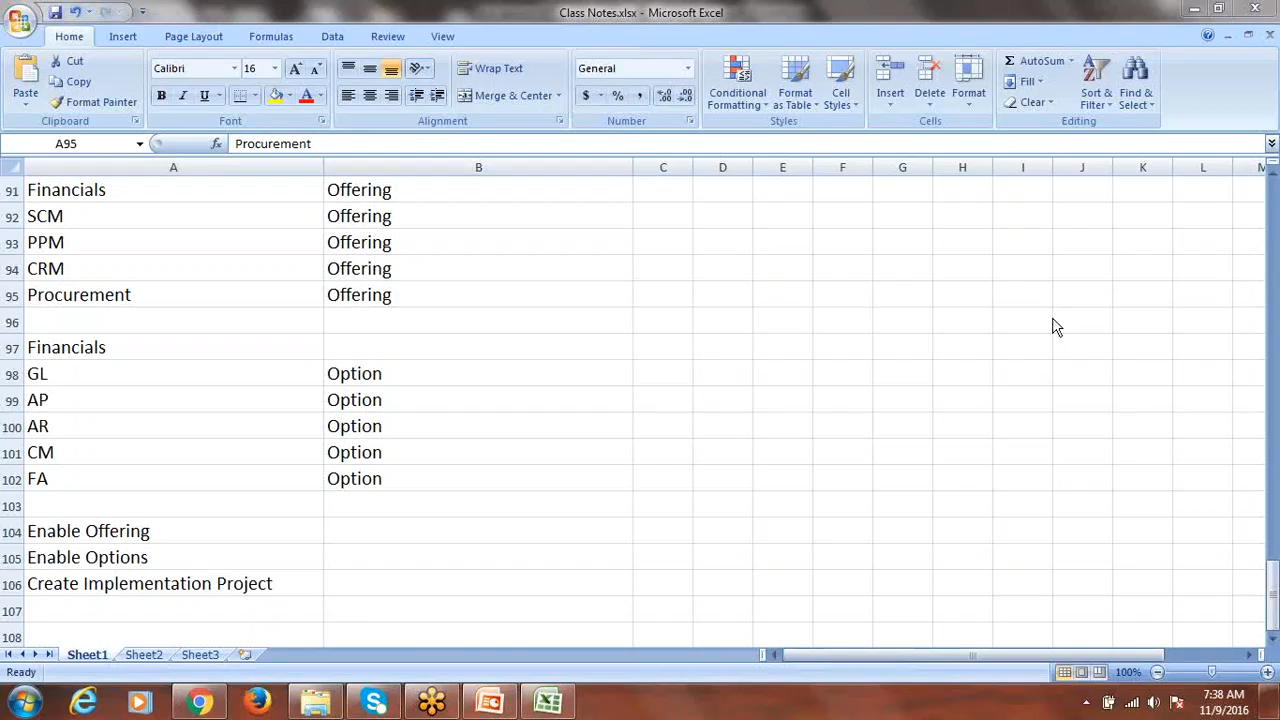 Class Notes.xlsx - Microsoft Excel
Home Insert Page Layout Formulas Data Review View
Cut
Copy
Format Painter
Paste
Clipboard
Calibri 16
B I U
Font
Wrap Text
Merge & Center
Alignment
General
$ % ,
Number
Conditional Formatting
Format as Table
Cell Styles
Styles
Insert Delete Format
Cells
AutoSum
Fill
Clear
Sort & Filter
Find & Select
Editing
A95 fx Procurement
A B C D E F G H I J K L M
91 Financials Offering
92 SCM Offering
93 PPM Offering
94 CRM Offering
95 Procurement Offering
96
97 Financials
98 GL Option
99 AP Option
100 AR Option
101 CM Option
102 FA Option
103
104 Enable Offering
105 Enable Options
106 Create Implementation Project
107
108
Sheet1 Sheet2 Sheet3
Ready 100%
7:38 AM
11/9/2016